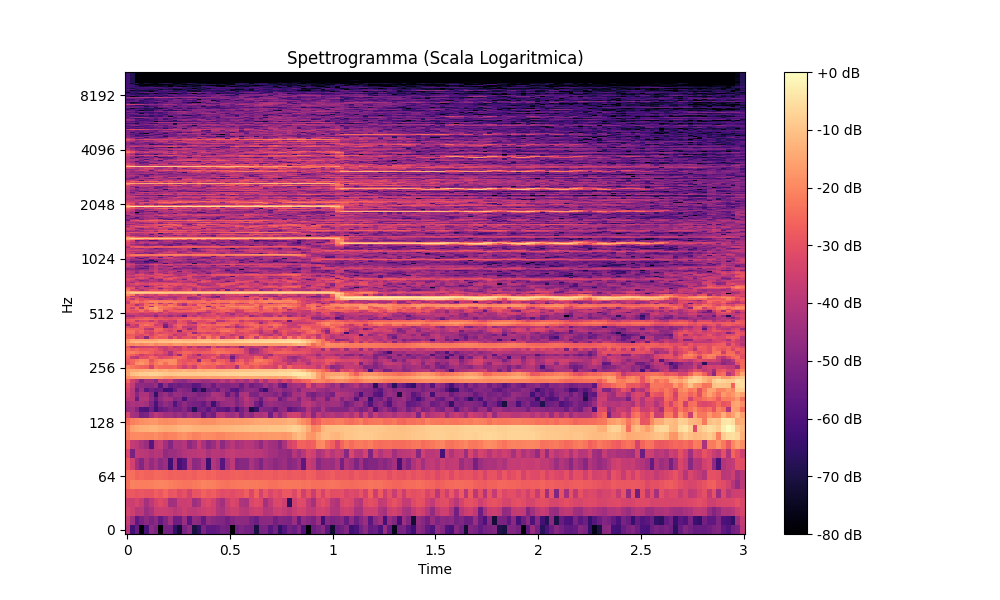 Spettrogramma (Scala Logaritmica)
Hz
8192
4096
2048
1024
512
256
128
64
0
0
0.5
1
1.5
2
2.5
3
Time
+0 dB
-10 dB
-20 dB
-30 dB
-40 dB
-50 dB
-60 dB
-70 dB
-80 dB